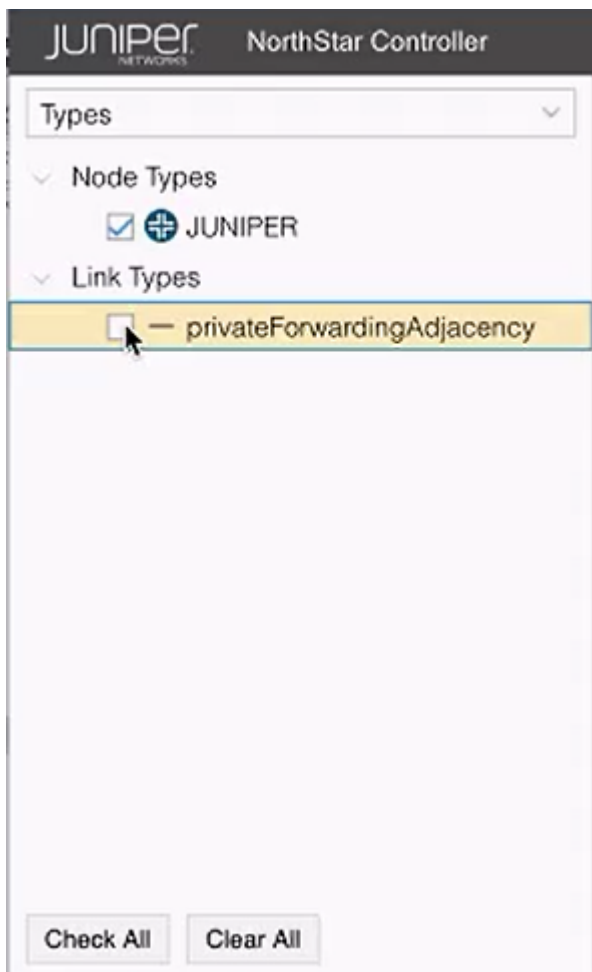 JUNIPER NETWORKS NorthStar Controller
Types
Node Types
JUNIPER
Link Types
privateForwardingAdjacency
Check All Clear All